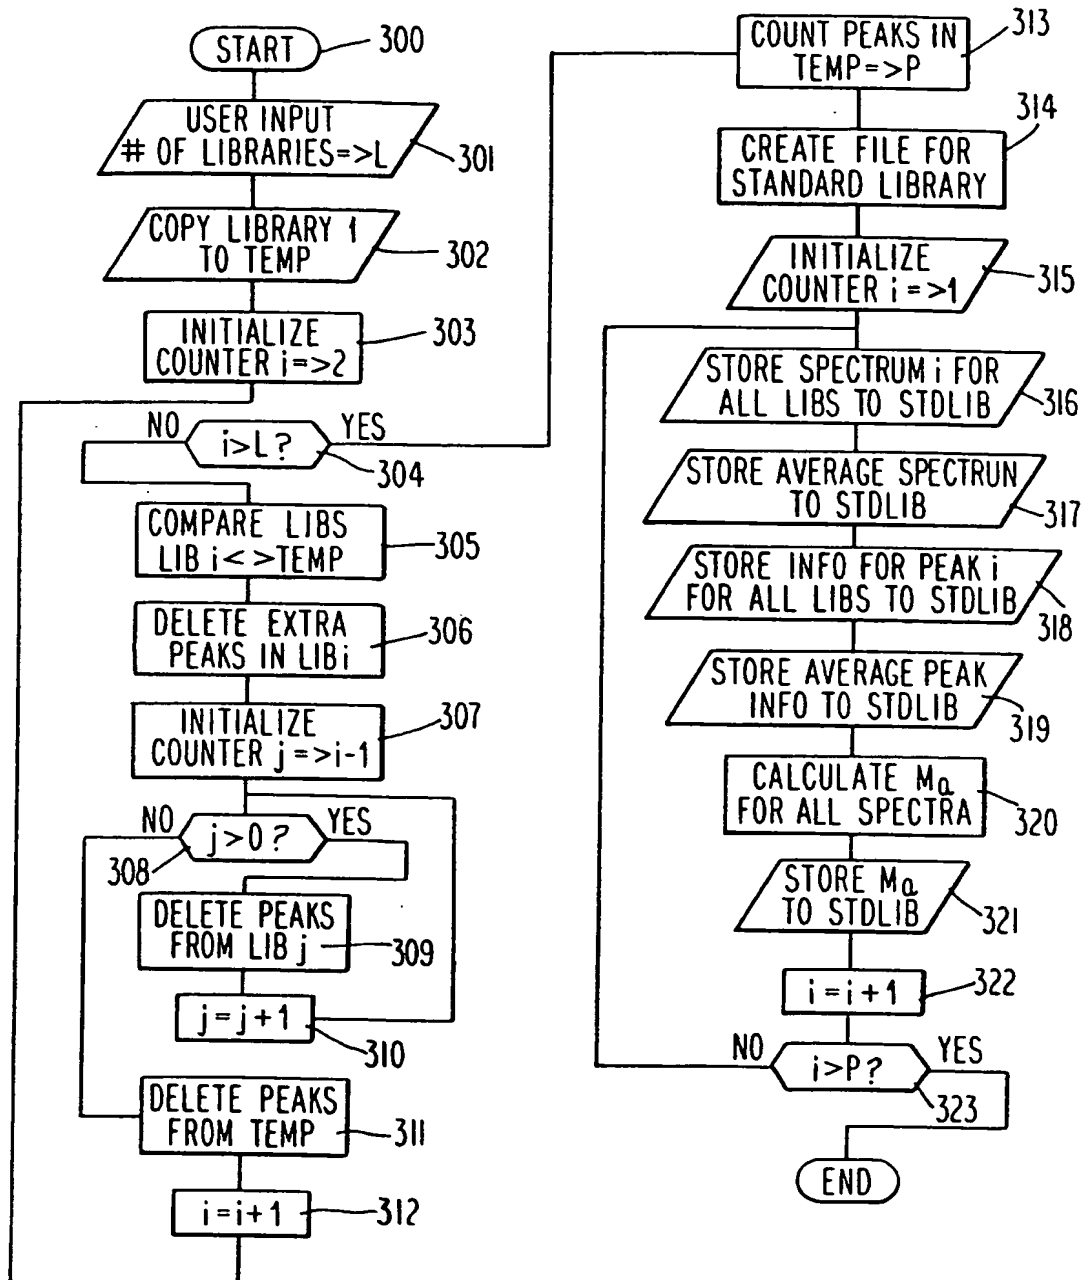 START
300
USER INPUT
# OF LIBRARIES=>L
301
COPY LIBRARY 1
TO TEMP
302
INITIALIZE
COUNTER i=>2
303
NO
i>L?
YES
304
COMPARE LIBS
LIB i<>TEMP
305
DELETE EXTRA
PEAKS IN LIB i
306
INITIALIZE
COUNTER j=>i-1
307
NO
j>0?
YES
308
DELETE PEAKS
FROM LIB j
309
j=j+1
310
DELETE PEAKS
FROM TEMP
311
i=i+1
312
COUNT PEAKS IN
TEMP=>P
313
CREATE FILE FOR
STANDARD LIBRARY
314
INITIALIZE
COUNTER i=>1
315
STORE SPECTRUM i FOR
ALL LIBS TO STDLIB
316
STORE AVERAGE SPECTRUN
TO STDLIB
317
STORE INFO FOR PEAK i
FOR ALL LIBS TO STDLIB
318
STORE AVERAGE PEAK
INFO TO STDLIB
319
CALCULATE Ma
FOR ALL SPECTRA
320
STORE Ma
TO STDLIB
321
i=i+1
322
NO
i>P?
YES
323
END